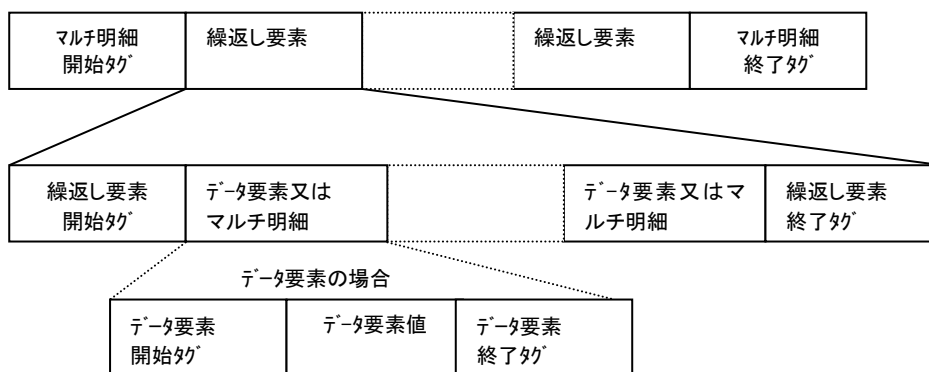 ﾏﾙﾁ明細
開始ﾀｸﾞ
繰返し要素
繰返し要素
ﾏﾙﾁ明細
終了ﾀｸﾞ
繰返し要素
開始ﾀｸﾞ
ﾃﾞｰﾀ要素又は
マルチ明細
ﾃﾞｰﾀ要素又はマ
ルチ明細
繰返し要素
終了ﾀｸﾞ
ﾃﾞｰﾀ要素の場合
ﾃﾞｰﾀ要素
開始ﾀｸﾞ
ﾃﾞｰﾀ要素値
ﾃﾞｰﾀ要素
終了ﾀｸﾞ